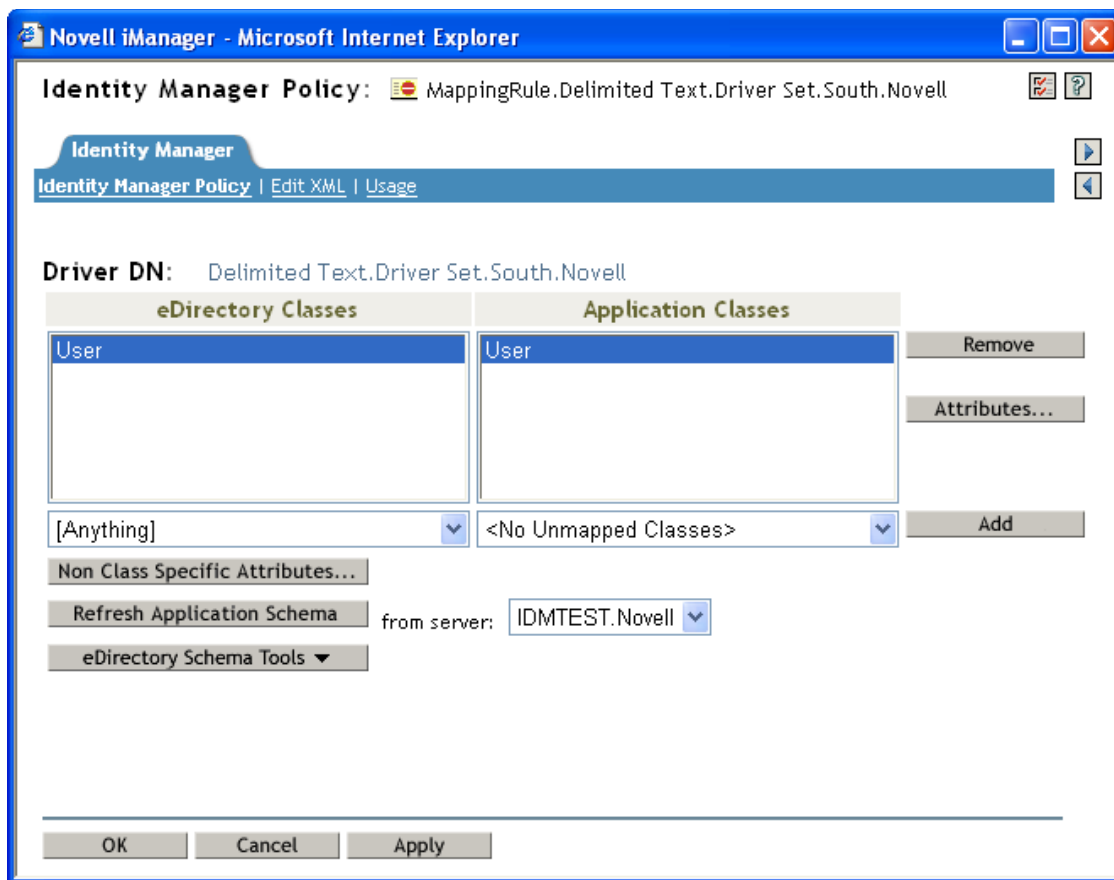 Novell iManager - Microsoft Internet Explorer
Identity Manager Policy: MappingRule.Delimited Text.Driver Set.South.Novell
Identity Manager
Identity Manager Policy | Edit XML | Usage
Driver DN: Delimited Text.Driver Set.South.Novell
eDirectory Classes Application Classes
User User Remove
Attributes...
[Anything] <No Unmapped Classes> Add
Non Class Specific Attributes...
Refresh Application Schema from server: IDMTEST.Novell
eDirectory Schema Tools
OK Cancel Apply